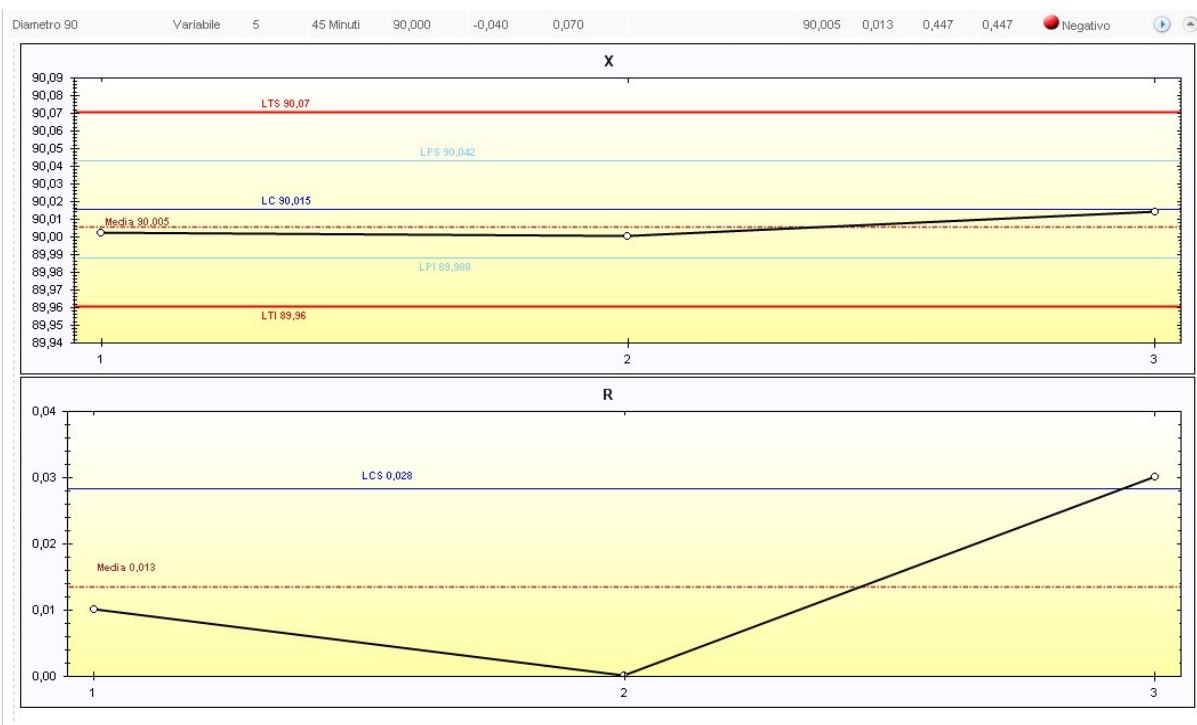 Diametro 90 Variabile 5 45 Minuti 90,000 -0,040 0,070 90,005 0,013 0,447 0,447 Negativo
X
90,09
90,08
90,07
90,06
90,05
90,04
90,03
90,02
90,01
90,00
89,99
89,98
89,97
89,96
89,95
89,94
LTS 90,07
LPS 90,042
LC 90,015
Media 90,005
LPI 89,988
LTI 89,96
1 2 3
R
0,04
0,03
0,02
0,01
0,00
LCS 0,028
Media 0,013
1 2 3